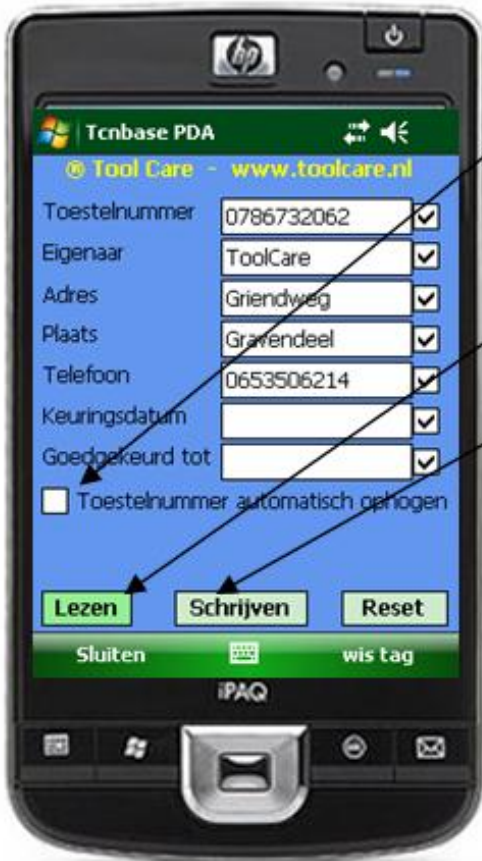 hp
Tcnbase PDA
® Tool Care - www.toolcare.nl
Toestelnummer 0786732062
Eigenaar ToolCare
Adres Griendweg
Plaats Gravendeel
Telefoon 0653506214
Keuringsdatum
Goedgekeurd tot
Toestelnummer automatisch ophogen
Lezen Schrijven Reset
Sluiten wis tag
iPAQ